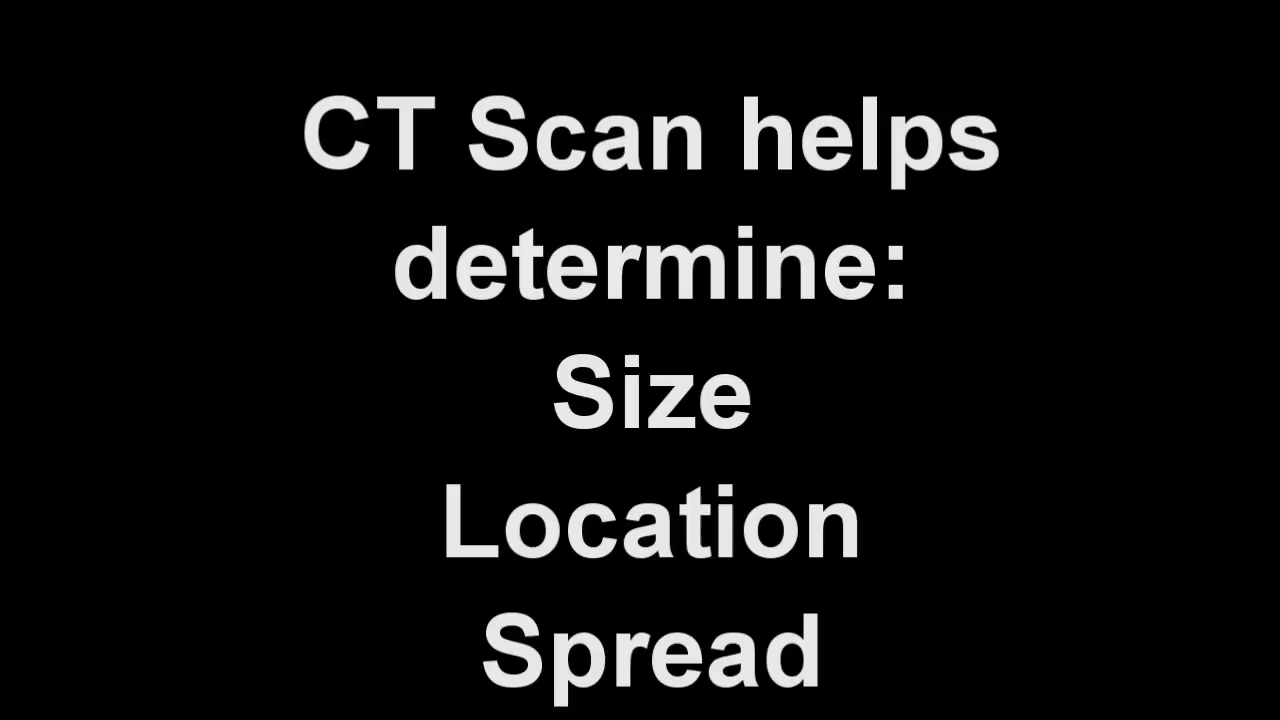 CT Scan helps
determine:
Size
Location
Spread